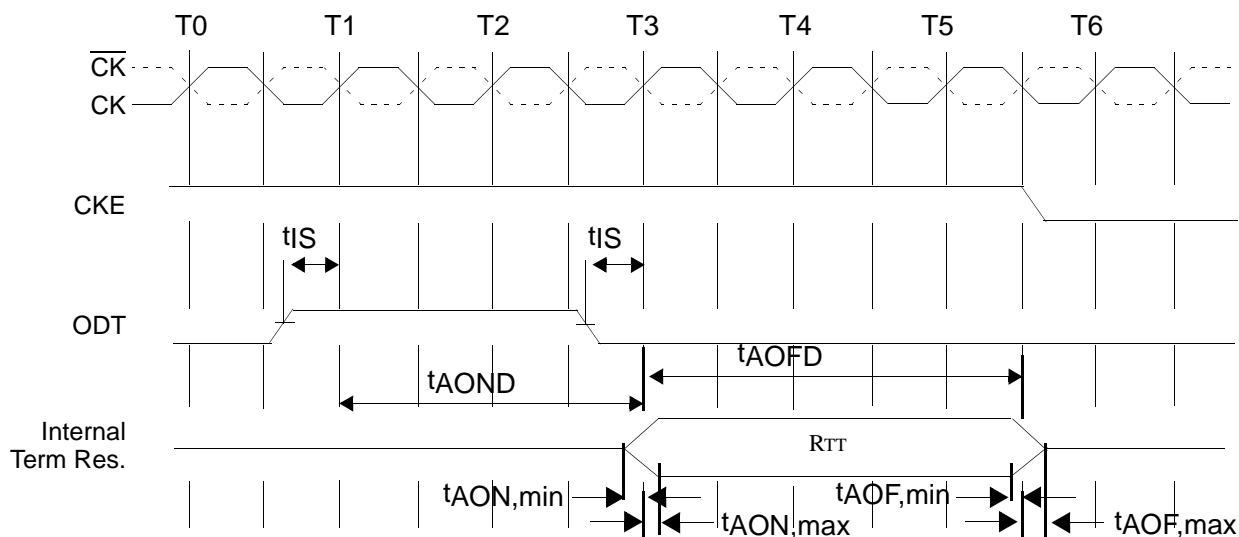 T0 T1 T2 T3 T4 T5 T6
CK
CK
CKE
tIS tIS
ODT
tAOFD
tAOND
Internal
Term Res.
RTT
tAON,min tAOF,min
tAON,max tAOF,max